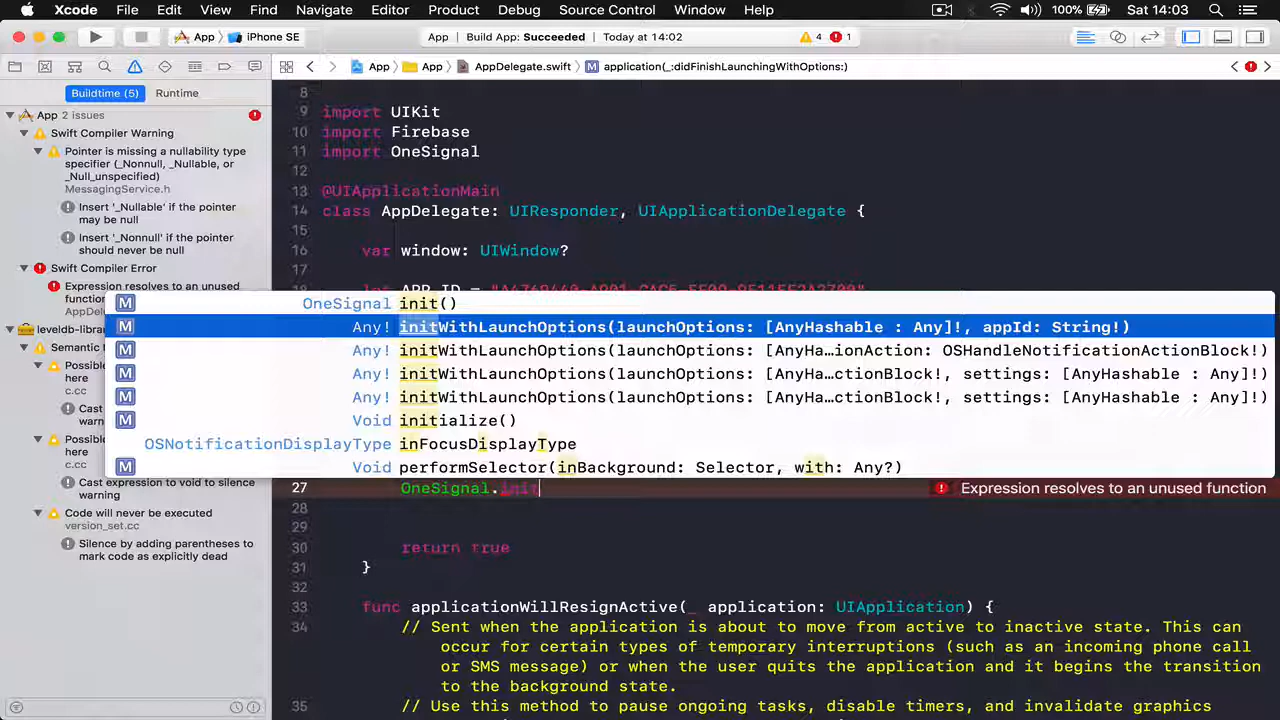 Xcode File Edit View Find Navigate Editor Product Debug Source Control Window Help 100% Sat 14:03
App iPhone SE App Build App: Succeeded Today at 14:02 4 1
App App AppDelegate.swift M application(_:didFinishLaunchingWithOptions:)
Buildtime (5) Runtime
App 2 issues
Swift Compiler Warning
Pointer is missing a nullability type
specifier (_Nonnull, _Nullable, or
_Null_unspecified)
MessagingService.h
Insert '_Nullable' if the pointer
may be null
Insert '_Nonnull' if the pointer
should never be null
Swift Compiler Error
Expression resolves to an unused
function
AppDelegate
leveldb-libra
Semantic
Possible
here
c.cc
Cast
warn
Possible
here
c.cc
Cast expression to void to silence
warning
Code will never be executed
version_set.cc
Silence by adding parentheses to
mark code as explicitly dead
8
9 import UIKit
10 import Firebase
11 import OneSignal
12
13 @UIApplicationMain
14 class AppDelegate: UIResponder, UIApplicationDelegate {
15
16 var window: UIWindow?
17
M OneSignal init()
M Any! initWithLaunchOptions(launchOptions: [AnyHashable : Any]!, appId: String!)
M Any! initWithLaunchOptions(launchOptions: [AnyHa…ionAction: OSHandleNotificationActionBlock!)
M Any! initWithLaunchOptions(launchOptions: [AnyHa…ctionBlock!, settings: [AnyHashable : Any]!)
M Any! initWithLaunchOptions(launchOptions: [AnyHa…ctionBlock!, settings: [AnyHashable : Any]!)
M Void initialize()
OSNotificationDisplayType inFocusDisplayType
M Void performSelector(inBackground: Selector, with: Any?)
27 OneSignal.init Expression resolves to an unused function
28
29
30 return true
31 }
32
33 func applicationWillResignActive(_ application: UIApplication) {
34 // Sent when the application is about to move from active to inactive state. This can
occur for certain types of temporary interruptions (such as an incoming phone call
or SMS message) or when the user quits the application and it begins the transition
to the background state.
35 // Use this method to pause ongoing tasks, disable timers, and invalidate graphics